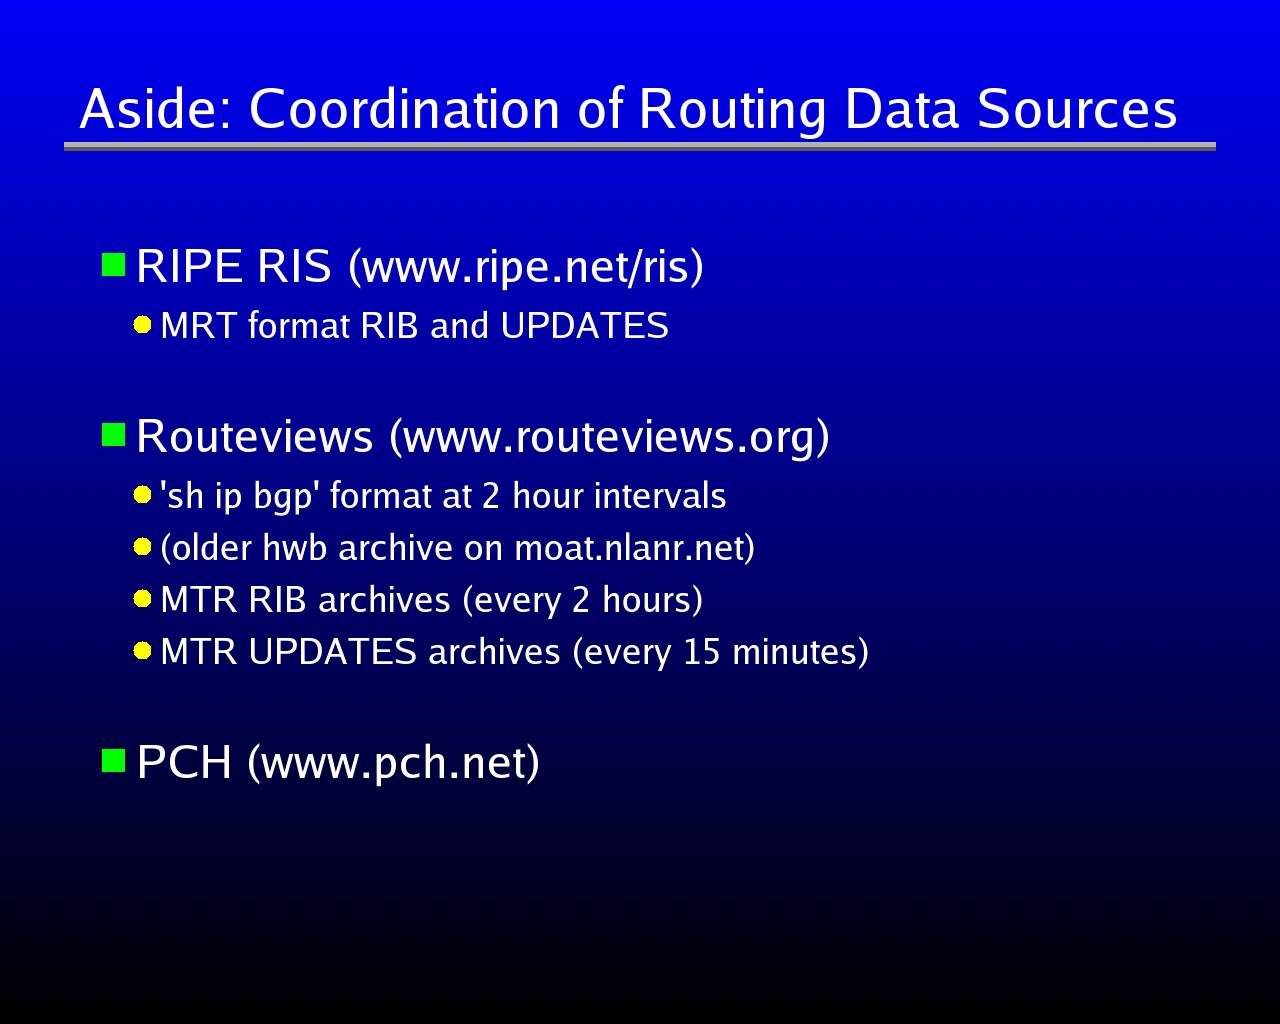 Aside: Coordination of Routing Data Sources
RIPE RIS (www.ripe.net/ris)
MRT format RIB and UPDATES
Routeviews (www.routeviews.org)
'sh ip bgp' format at 2 hour intervals
(older hwb archive on moat.nlanr.net)
MTR RIB archives (every 2 hours)
MTR UPDATES archives (every 15 minutes)
PCH (www.pch.net)